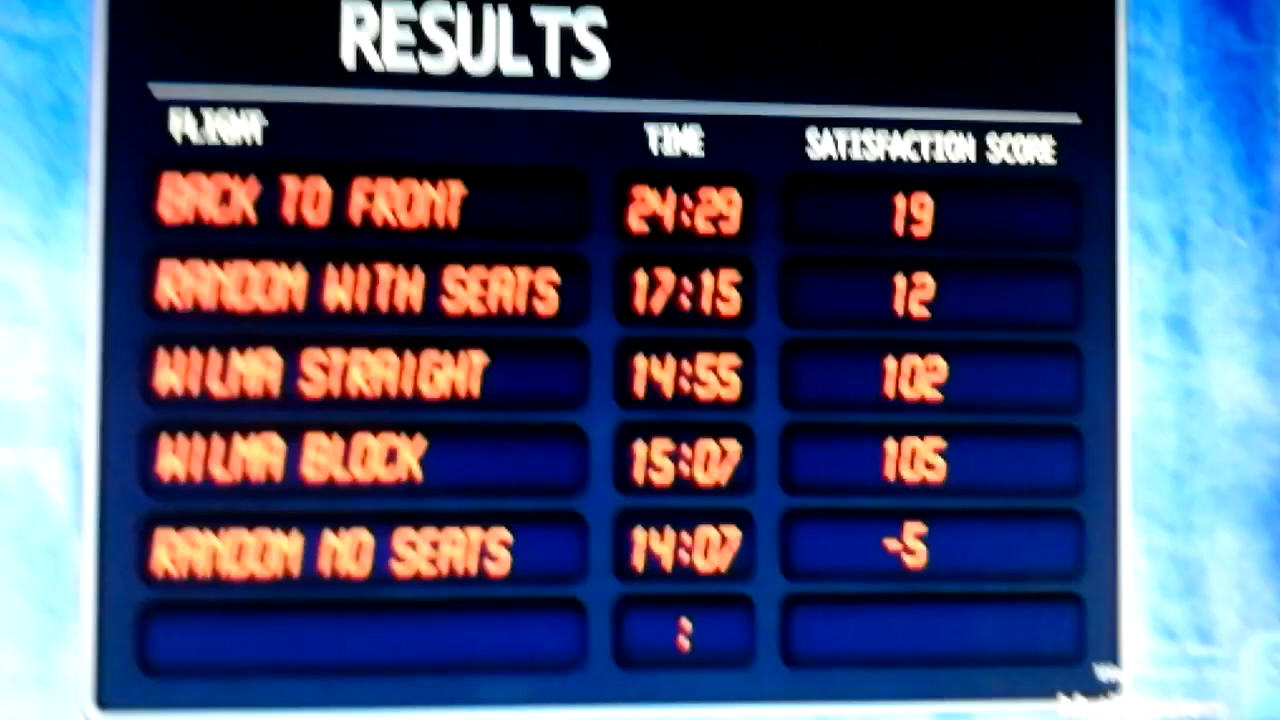 RESULTS
FLIGHT TIME SATISFACTION SCORE
BACK TO FRONT 24:29 19
RANDOM WITH SEATS 17:15 12
WILMA STRAIGHT 14:55 102
WILMA BLOCK 15:07 105
RANDOM NO SEATS 14:07 -5
: